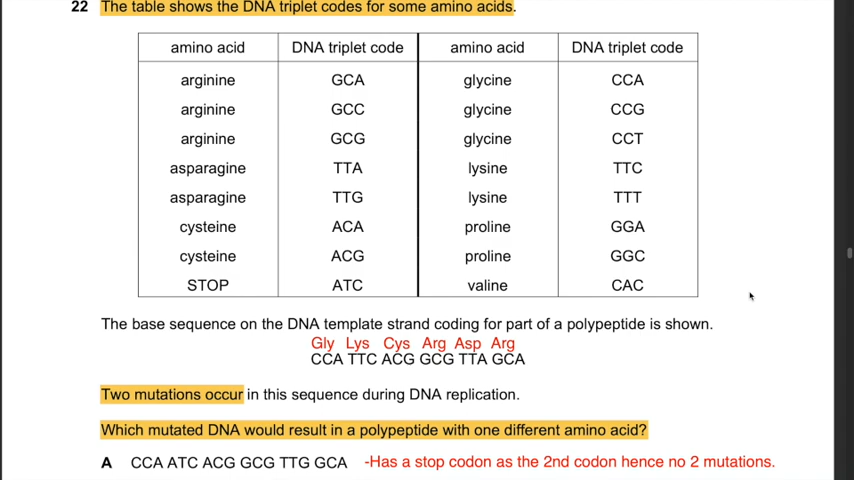 22 The table shows the DNA triplet codes for some amino acids.
amino acid DNA triplet code amino acid DNA triplet code
arginine GCA glycine CCA
arginine GCC glycine CCG
arginine GCG glycine CCT
asparagine TTA lysine TTC
asparagine TTG lysine TTT
cysteine ACA proline GGA
cysteine ACG proline GGC
STOP ATC valine CAC
The base sequence on the DNA template strand coding for part of a polypeptide is shown.
Gly Lys Cys Arg Asp Arg
CCA TTC ACG GCG TTA GCA
Two mutations occur in this sequence during DNA replication.
Which mutated DNA would result in a polypeptide with one different amino acid?
A CCA ATC ACG GCG TTG GCA -Has a stop codon as the 2nd codon hence no 2 mutations.